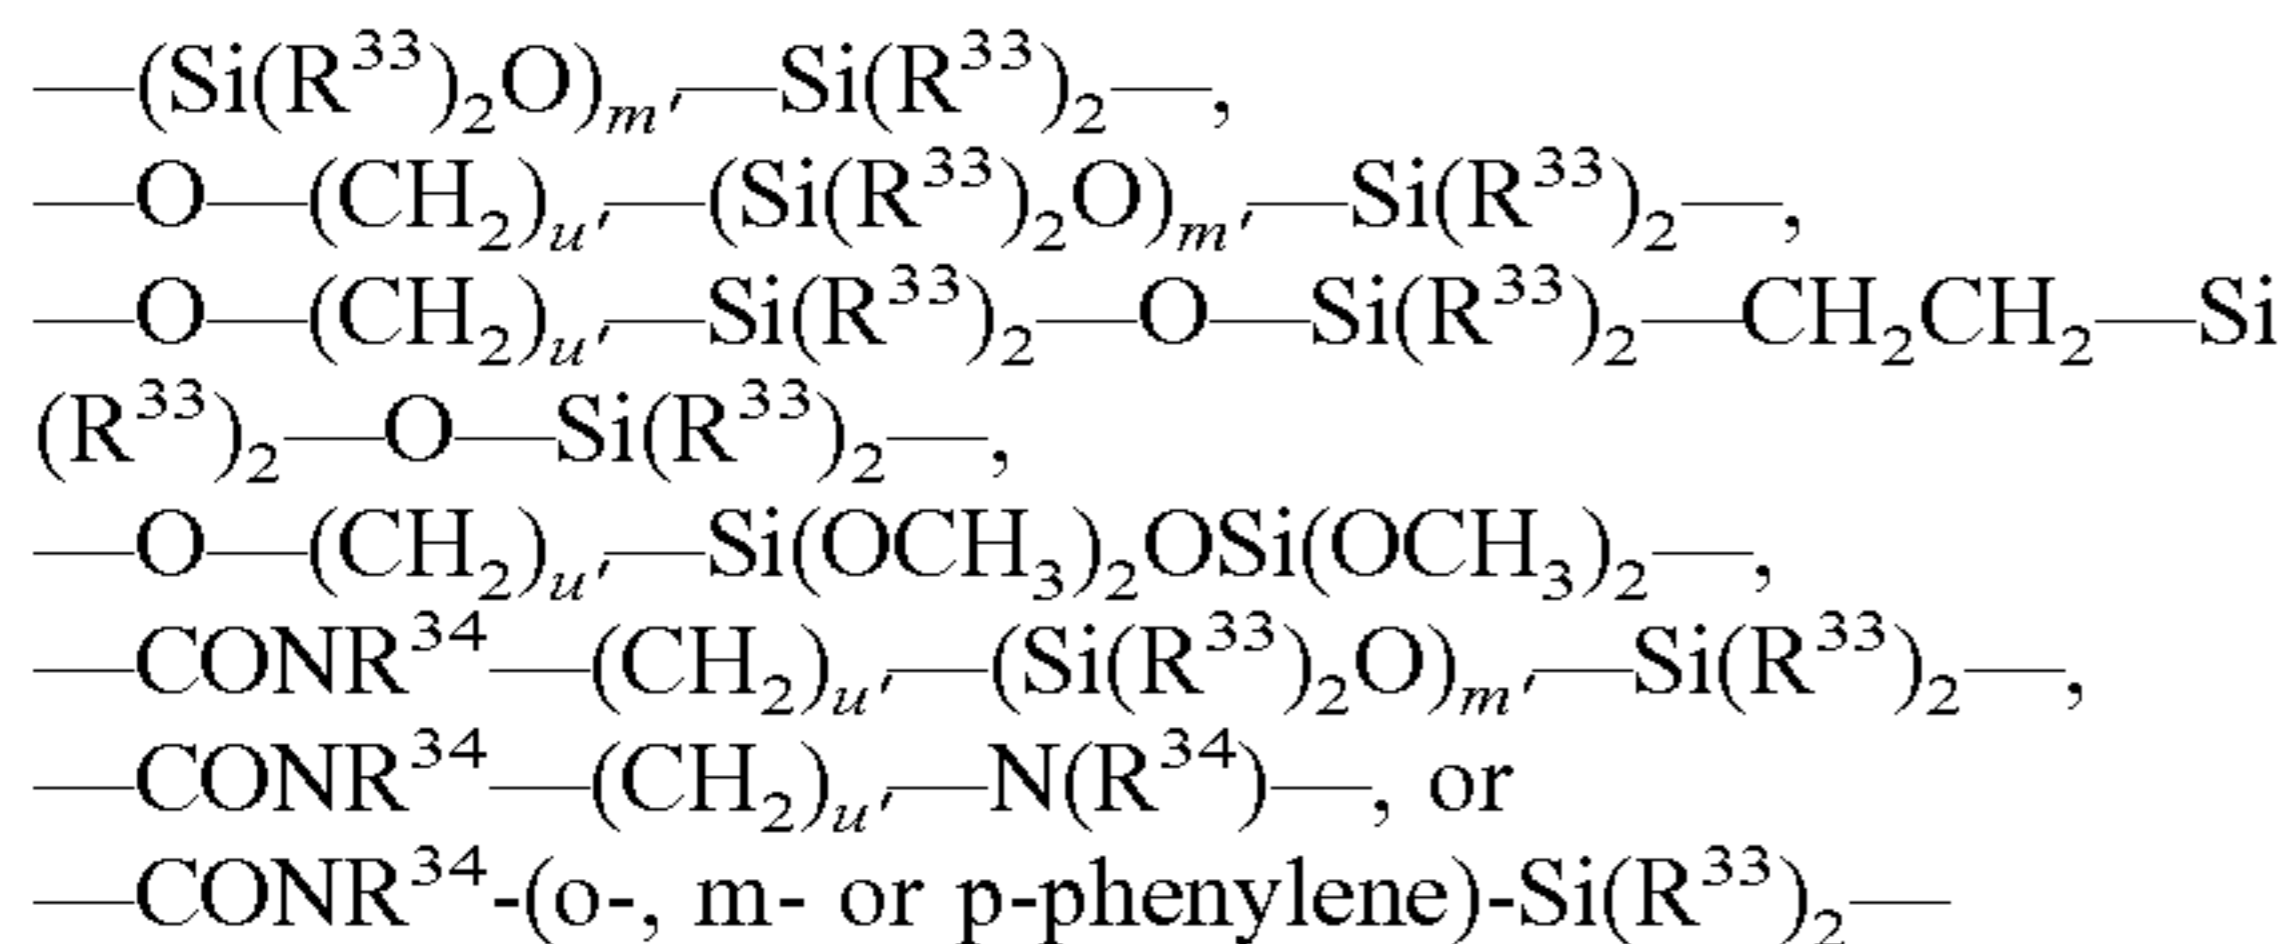 —(Si(R³³)₂O)ₘ′—Si(R³³)₂—,
—O—(CH₂)ᵤ′—(Si(R³³)₂O)ₘ′—Si(R³³)₂—,
—O—(CH₂)ᵤ′—Si(R³³)₂—O—Si(R³³)₂—CH₂CH₂—Si
(R³³)₂—O—Si(R³³)₂—,
—O—(CH₂)ᵤ′—Si(OCH₃)₂OSi(OCH₃)₂—,
—CONR³⁴—(CH₂)ᵤ′—(Si(R³³)₂O)ₘ′—Si(R³³)₂—,
—CONR³⁴—(CH₂)ᵤ′—N(R³⁴)—, or
—CONR³⁴-(o-, m- or p-phenylene)-Si(R³³)₂—